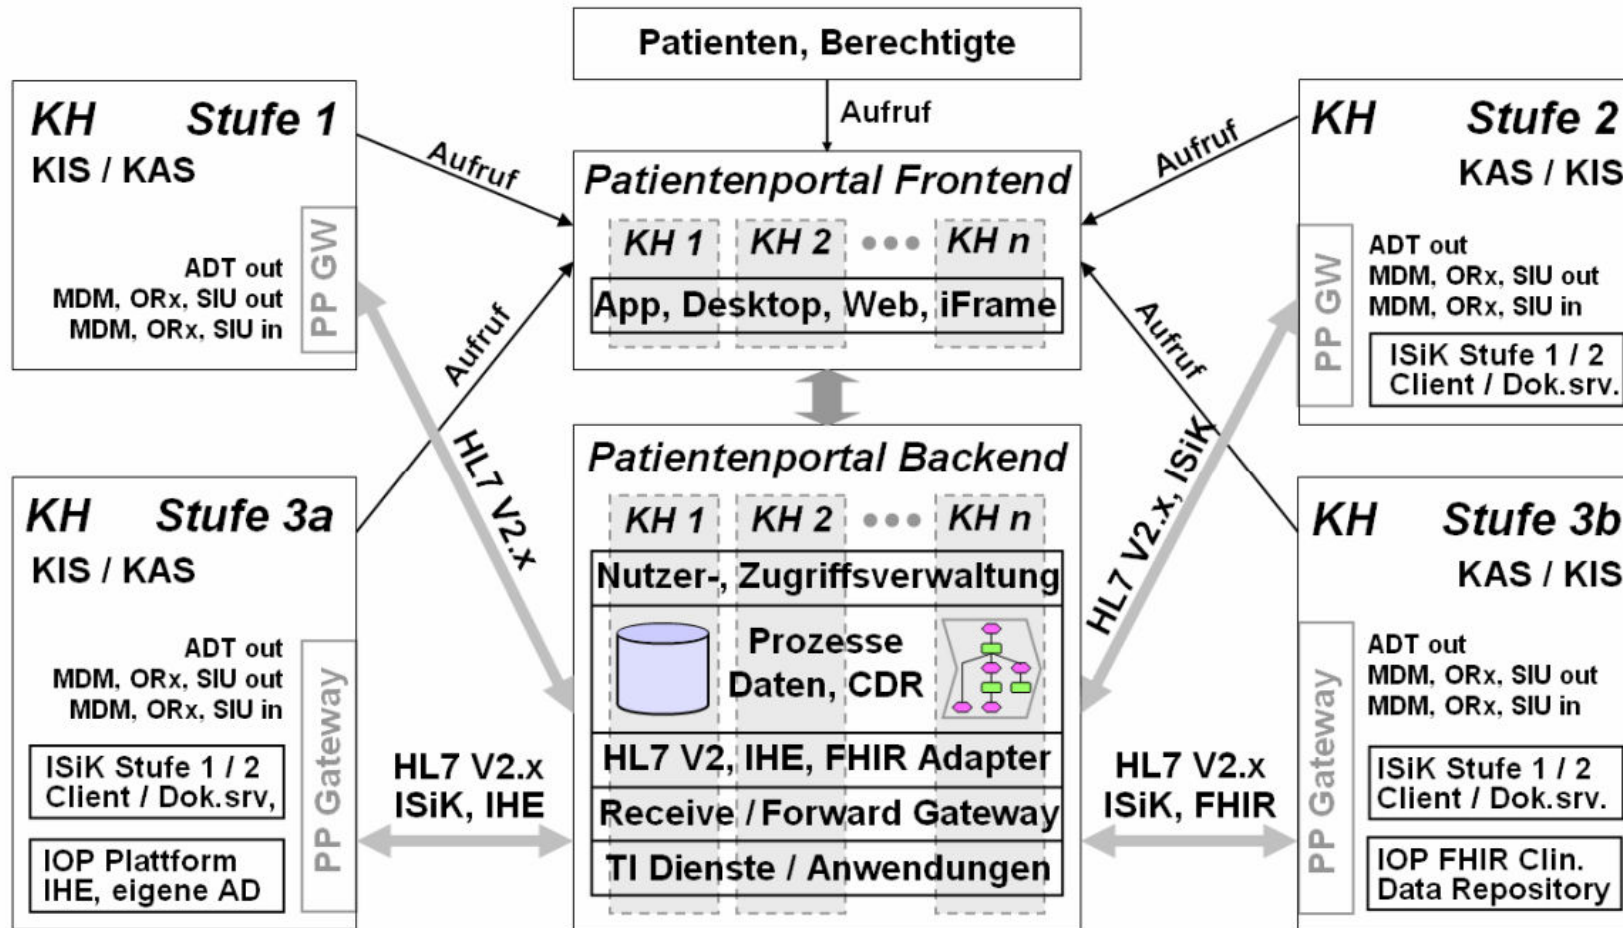 Patienten, Berechtigte
Aufruf
KH Stufe 1
KIS / KAS
ADT out
MDM, ORx, SIU out
MDM, ORx, SIU in
PP GW
Aufruf
Patientenportal Frontend
KH 1 KH 2 KH n
App, Desktop, Web, iFrame
Aufruf
KH Stufe 2
KAS / KIS
PP GW
ADT out
MDM, ORx, SIU out
MDM, ORx, SIU in
ISiK Stufe 1 / 2
Client / Dok.srv.
Aufruf
Aufruf
HL7 V2.x
HL7 V2.x, ISiK
KH Stufe 3a
KIS / KAS
ADT out
MDM, ORx, SIU out
MDM, ORx, SIU in
ISiK Stufe 1 / 2
Client / Dok.srv,
IOP Plattform
IHE, eigene AD
PP Gateway
HL7 V2.x
ISiK, IHE
Patientenportal Backend
KH 1 KH 2 KH n
Nutzer-, Zugriffsverwaltung
Prozesse
Daten, CDR
HL7 V2, IHE, FHIR Adapter
Receive / Forward Gateway
TI Dienste / Anwendungen
HL7 V2.x
ISiK, FHIR
KH Stufe 3b
KAS / KIS
PP Gateway
ADT out
MDM, ORx, SIU out
MDM, ORx, SIU in
ISiK Stufe 1 / 2
Client / Dok.srv.
IOP FHIR Clin.
Data Repository